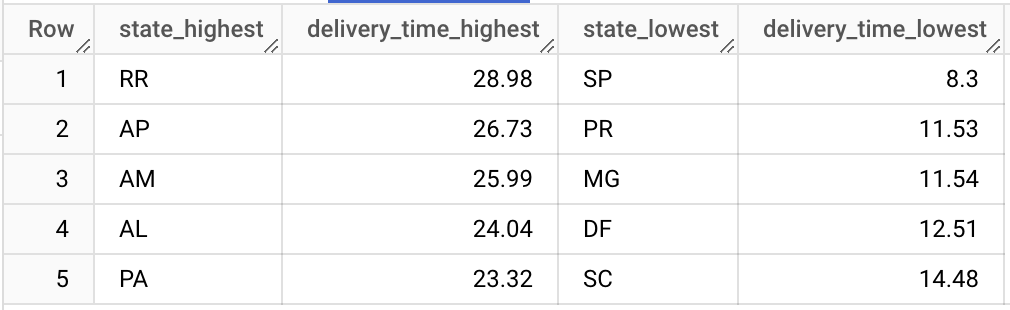 Row state_highest delivery_time_highest state_lowest delivery_time_lowest
1 RR 28.98 SP 8.3
2 AP 26.73 PR 11.53
3 AM 25.99 MG 11.54
4 AL 24.04 DF 12.51
5 PA 23.32 SC 14.48